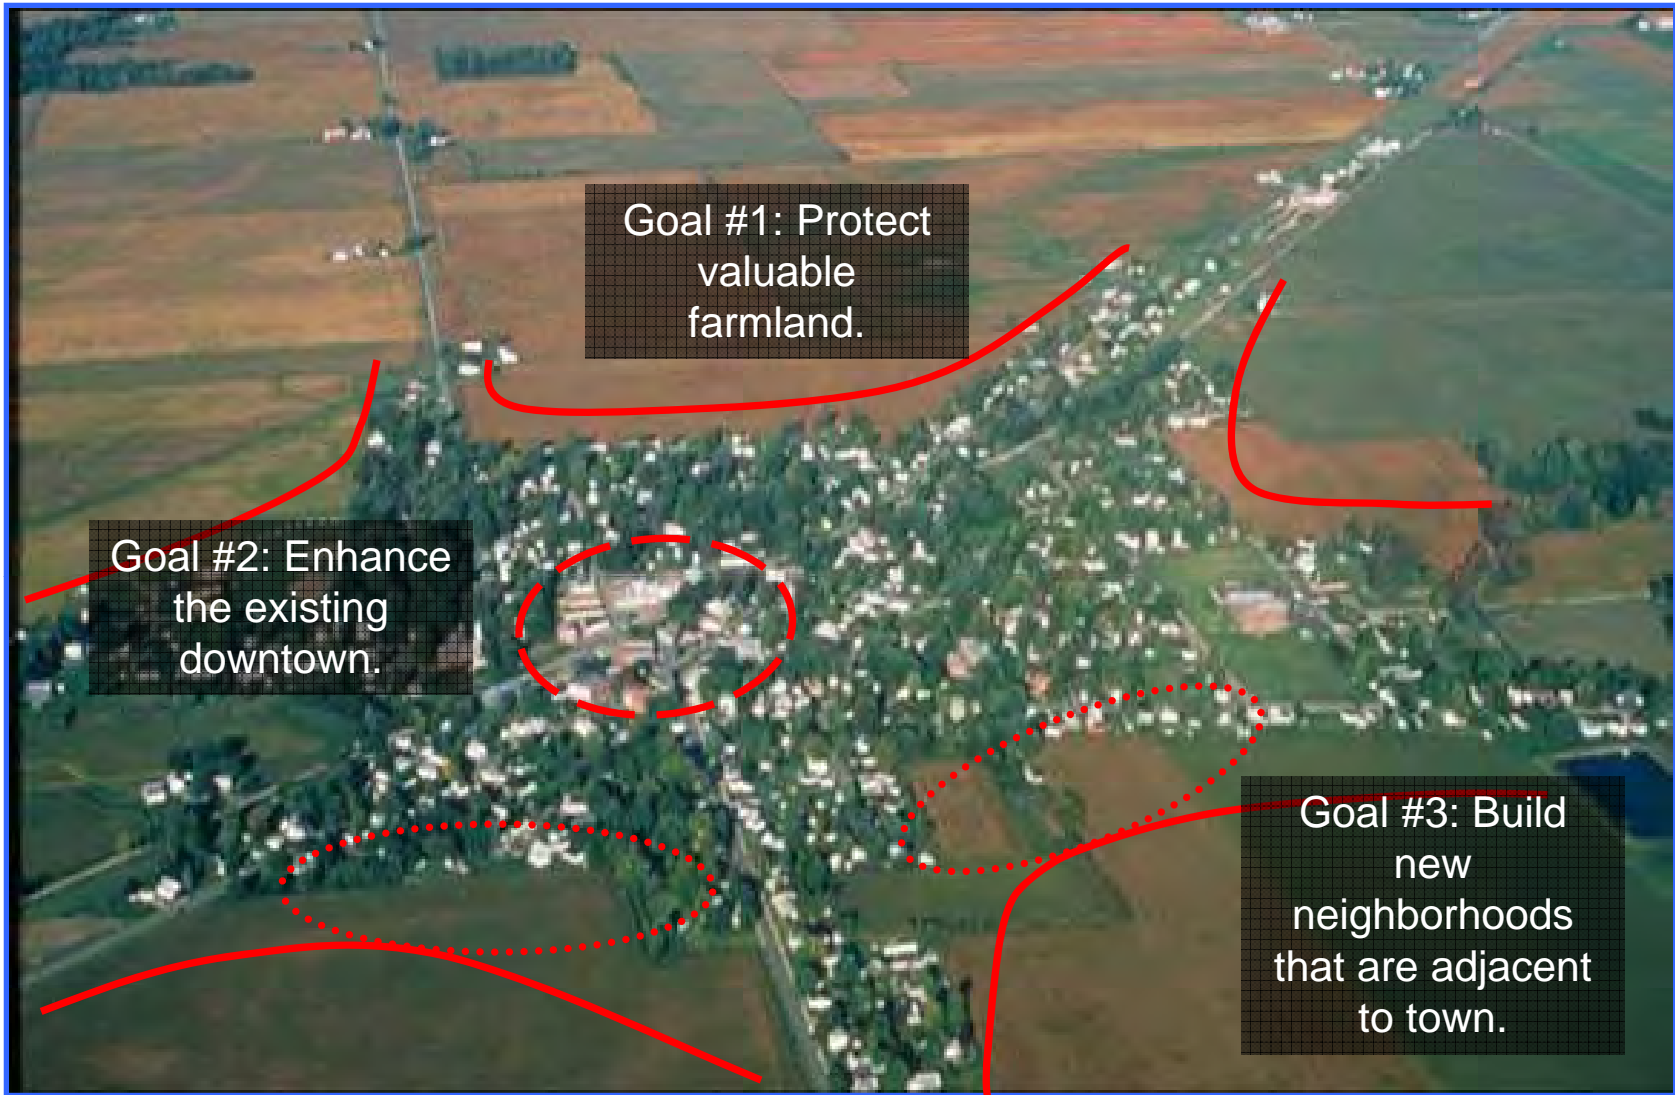 Goal #1: Protect
valuable
farmland.
Goal #2: Enhance
the existing
downtown.
Goal #3: Build
new
neighborhoods
that are adjacent
to town.